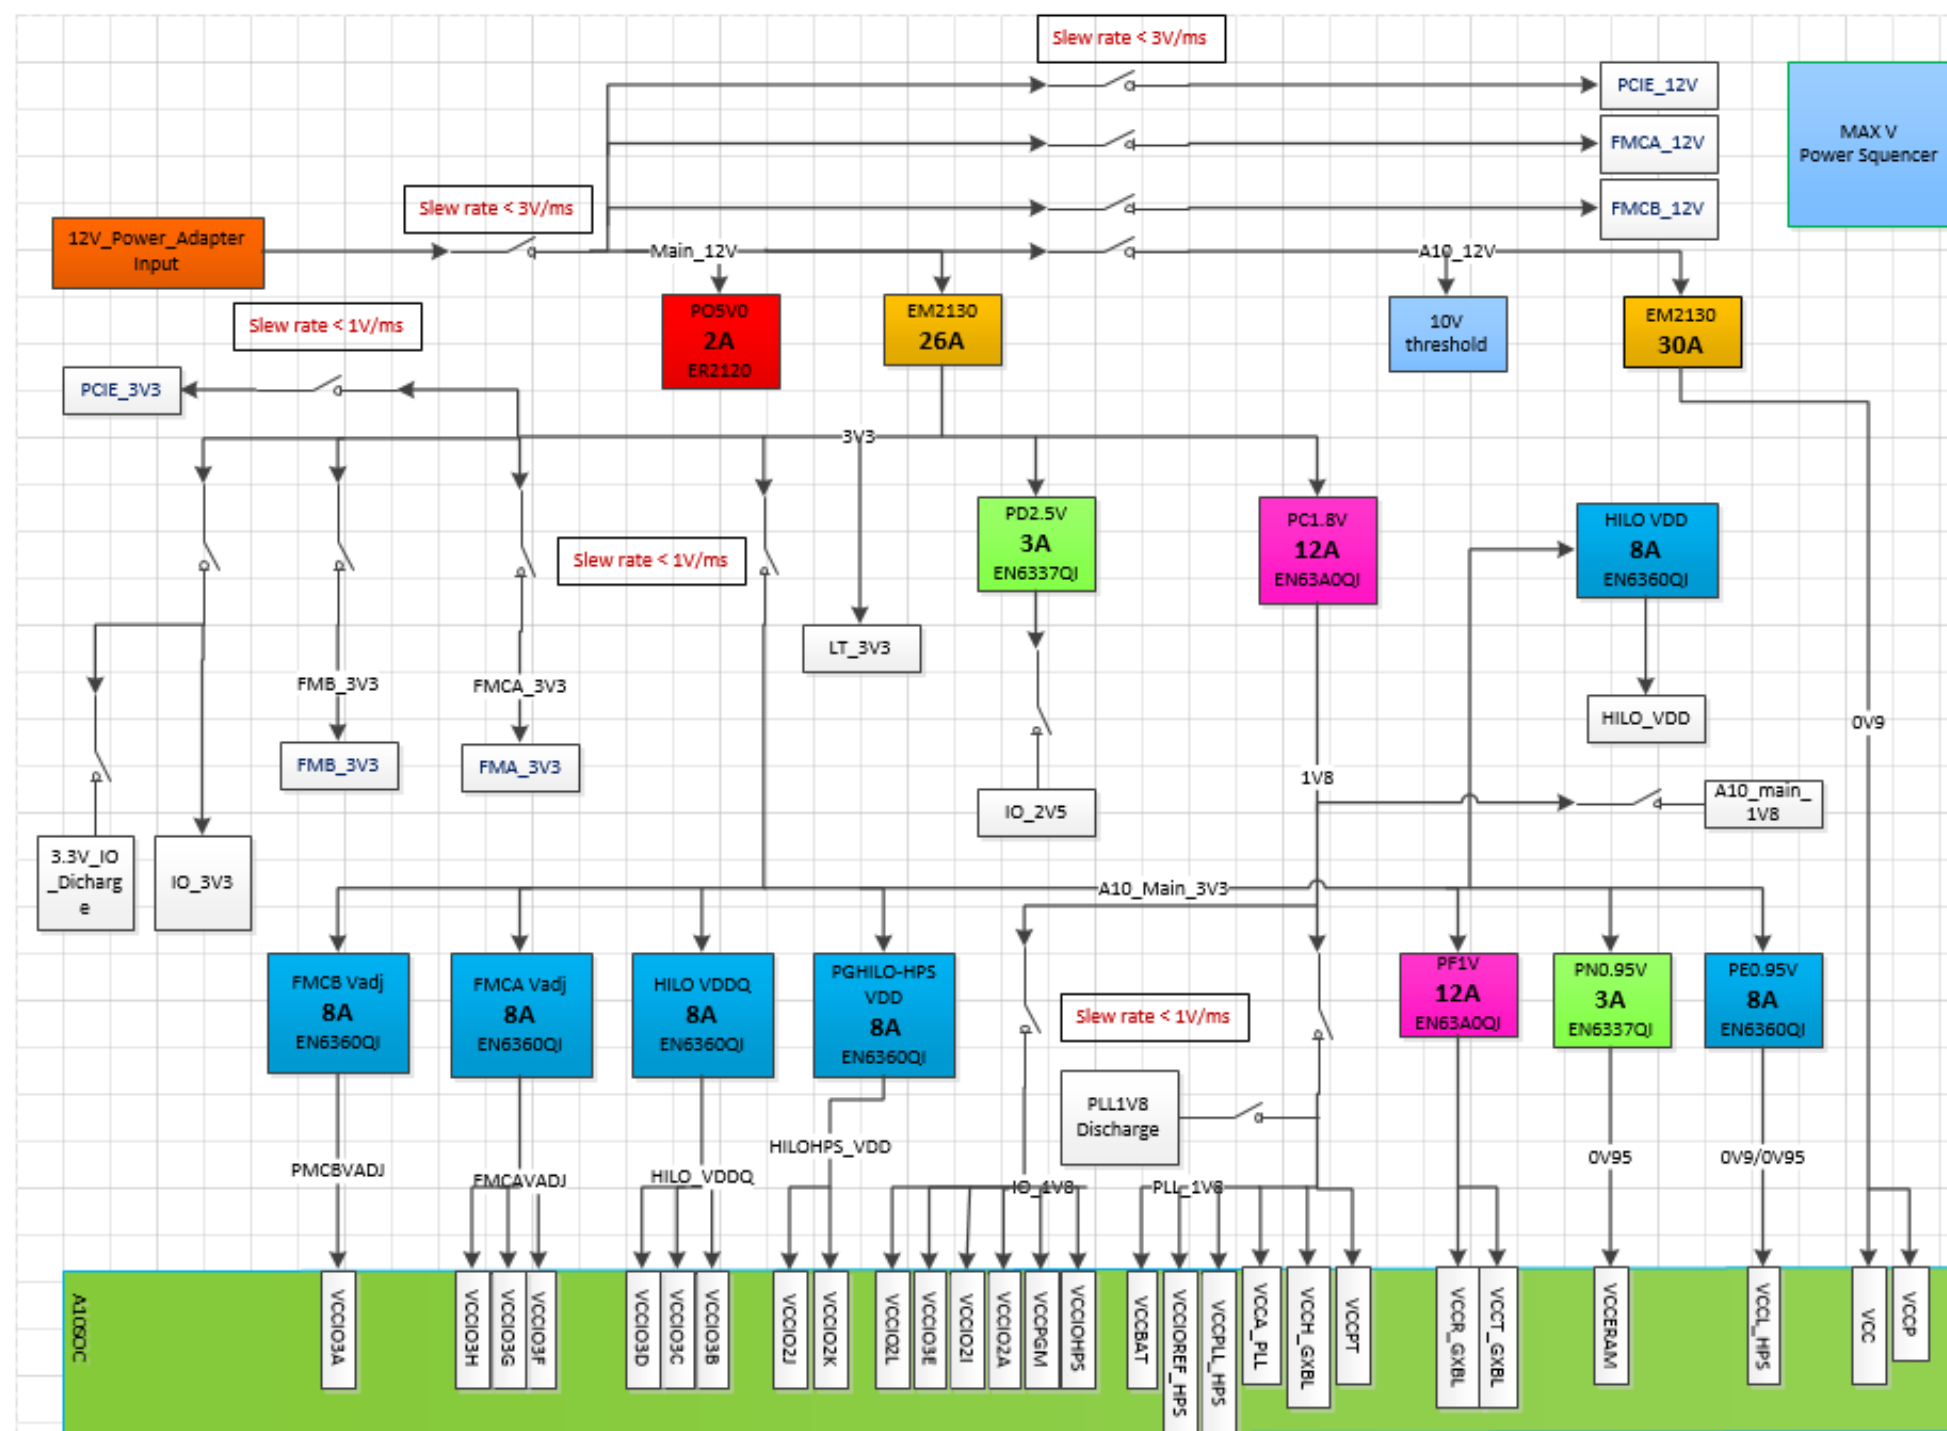 Slew rate < 3V/ms
PCIE_12V
MAX V
Power Squencer
FMCA_12V
Slew rate < 3V/ms
FMCB_12V
12V_Power_Adapter
Input
Main_12V
A10_12V
Slew rate < 1V/ms
PO5V0
2A
ER2120
EM2130
26A
10V
threshold
EM2130
30A
PCIE_3V3
3V3
PD2.5V
3A
EN6337QI
PC1.8V
12A
EN63A0QI
HILO VDD
8A
EN6360QI
Slew rate < 1V/ms
LT_3V3
FMB_3V3
FMCA_3V3
HILO_VDD
0V9
FMB_3V3
FMA_3V3
1V8
IO_2V5
A10_main_
1V8
3.3V_IO
_Dicharg
e
IO_3V3
A10_Main_3V3
FMCB Vadj
8A
EN6360QI
FMCA Vadj
8A
EN6360QI
HILO VDDQ
8A
EN6360QI
PGHILO-HPS
VDD
8A
EN6360QI
Slew rate < 1V/ms
PF1V
12A
EN63A0QI
PN0.95V
3A
EN6337QI
PE0.95V
8A
EN6360QI
PLL1V8
Discharge
PMCBVADJ
FMCAVADJ
HILO_VDDQ
HILOHPS_VDD
IO_1V8
PLL_1V8
0V95
0V9/0V95
A10SOC
VCCIO3A
VCCIO3H
VCCIO3G
VCCIO3F
VCCIO3D
VCCIO3C
VCCIO3B
VCCIO2J
VCCIO2K
VCCIO2L
VCCIO3E
VCCIO2I
VCCIO2A
VCCPGM
VCCIOHPS
VCCBAT
VCCIOREF_HPS
VCCPLL_HPS
VCCA_PLL
VCCH_GXBL
VCCPT
VCCR_GXBL
VCCT_GXBL
VCCERAM
VCCL_HPS
VCC
VCCP